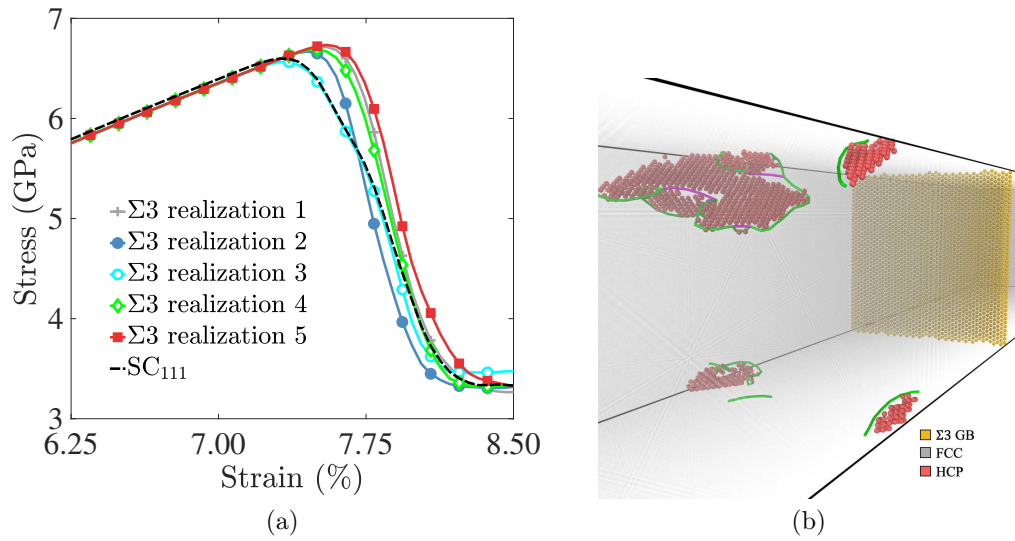 7
6
5
4
3
Stress (GPa)
Σ3 realization 1
Σ3 realization 2
Σ3 realization 3
Σ3 realization 4
Σ3 realization 5
SC₁₁₁
6.25 7.00 7.75 8.50
Strain (%)
(a)
Σ3 GB
FCC
HCP
(b)